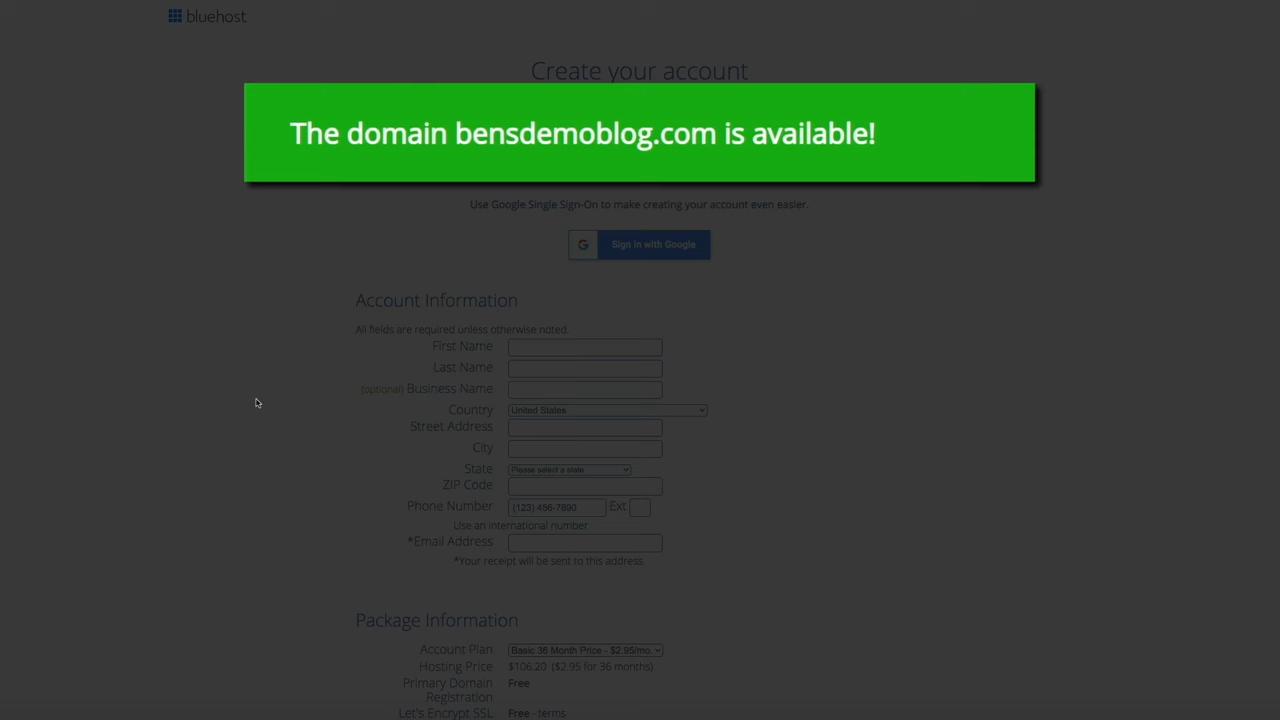 bluehost
Create your account
The domain bensdemoblog.com is available!
Use Google Single Sign-On to make creating your account even easier.
G Sign in with Google
Account Information
All fields are required unless otherwise noted.
First Name
Last Name
(optional) Business Name
Country United States
Street Address
City
State Please select a state
ZIP Code
Phone Number (123) 456-7890 Ext
Use an international number
*Email Address
*Your receipt will be sent to this address.
Package Information
Account Plan Basic 36 Month Price - $2.95/mo.
Hosting Price $106.20 ($2.95 for 36 months)
Primary Domain Free
Registration
Let's Encrypt SSL Free - terms